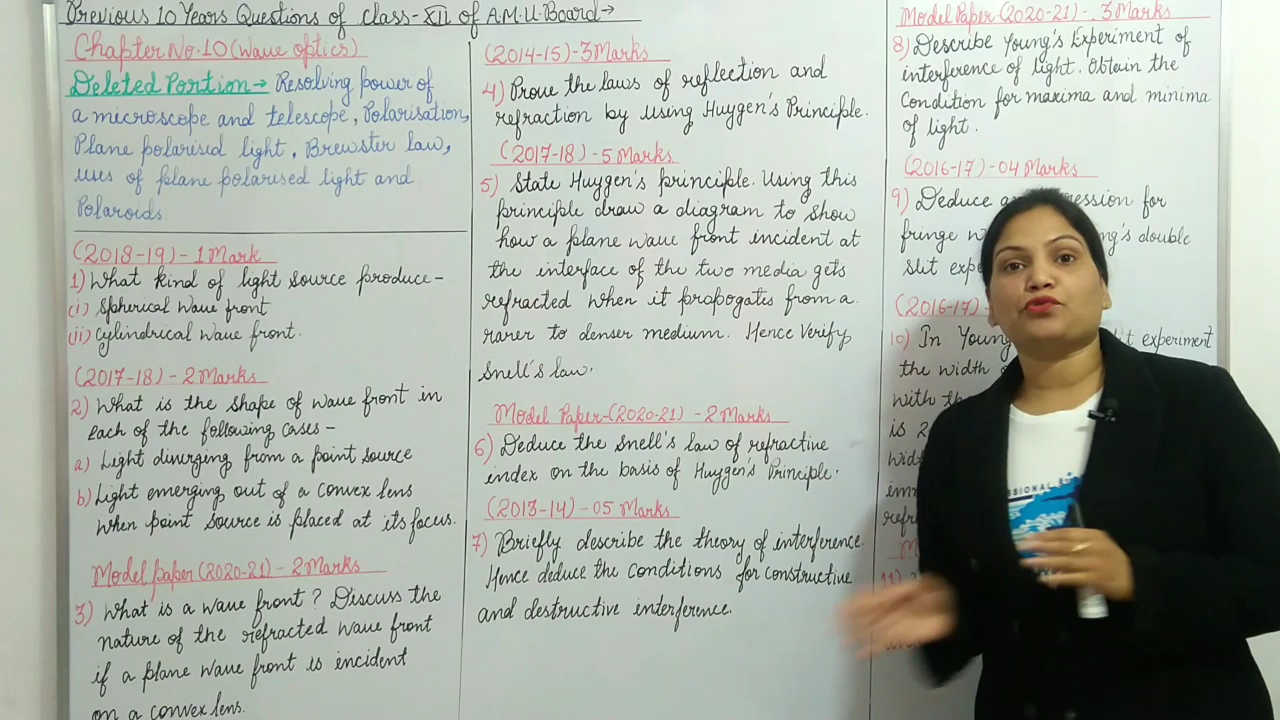 Previous 10 Years Questions of Class-XII of A.M.U. Board→
Chapter No. 10 (Wave optics)
Deleted Portion → Resolving power of
a microscope and telescope, Polarisation,
Plane polarised light, Brewster law,
uses of plane polarised light and
Polaroids
(2018-19) - 1 Mark
1) What kind of light source produce -
(i) Spherical wave front
(ii) Cylindrical wave front.
(2017-18) - 2 Marks
2) What is the shape of wave front in
each of the following cases -
a) Light diverging from a point source
b) Light emerging out of a convex lens
when point source is placed at its focus.
Model paper (2020-21) - 2 Marks
3) What is a wave front? Discuss the
nature of the refracted wave front
if a plane wave front is incident
on a convex lens.
(2014-15) - 3 Marks
4) Prove the laws of reflection and
refraction by using Huygen's Principle.
(2017-18) - 5 Marks
5) State Huygen's principle. Using this
principle draw a diagram to show
how a plane wave front incident at
the interface of the two media gets
refracted when it propogates from a
rarer to denser medium. Hence verify
Snell's law.
Model Paper-(2020-21) - 2 Marks
6) Deduce the Snell's law of refractive
index on the basis of Huygen's Principle.
(2013-14) - 05 Marks
7) Briefly describe the theory of interference.
Hence deduce the conditions for constructive
and destructive interference.
Model Paper (2020-21) - 3 Marks
8) Describe Young's Experiment of
interference of light. Obtain the
condition for maxima and minima
of light.
(2016-17) - 04 Marks
9) Deduce for
fringe double
slit
(2016-17)
10) In experiment
the width
with
is 2
11)